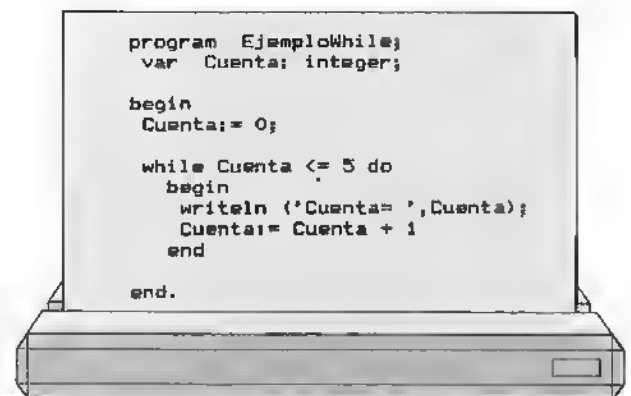 program EjemploWhile;
var Cuenta: integer;
begin
Cuenta:= 0;
while Cuenta <= 5 do
begin
writeln ('Cuenta= ',Cuenta);
Cuenta:= Cuenta + 1
end
end.